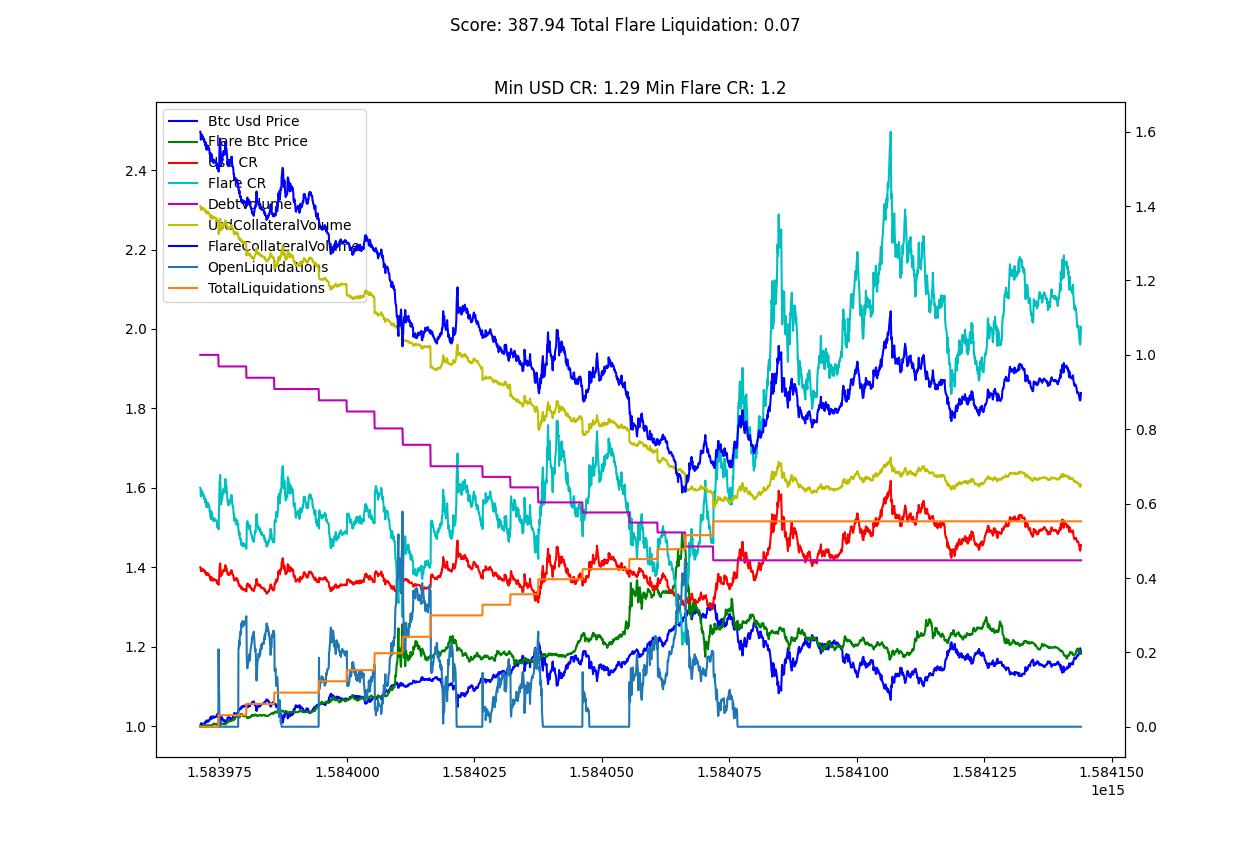 Score: 387.94 Total Flare Liquidation: 0.07
Min USD CR: 1.29 Min Flare CR: 1.2
Btc Usd Price
Flare Btc Price
Usd CR
Flare CR
DebtVolume
UsdCollateralVolume
FlareCollateralVolume
OpenLiquidations
TotalLiquidations
2.4
2.2
2.0
1.8
1.6
1.4
1.2
1.0
1.6
1.4
1.2
1.0
0.8
0.6
0.4
0.2
0.0
1.583975 1.584000 1.584025 1.584050 1.584075 1.584100 1.584125 1.584150
1e15